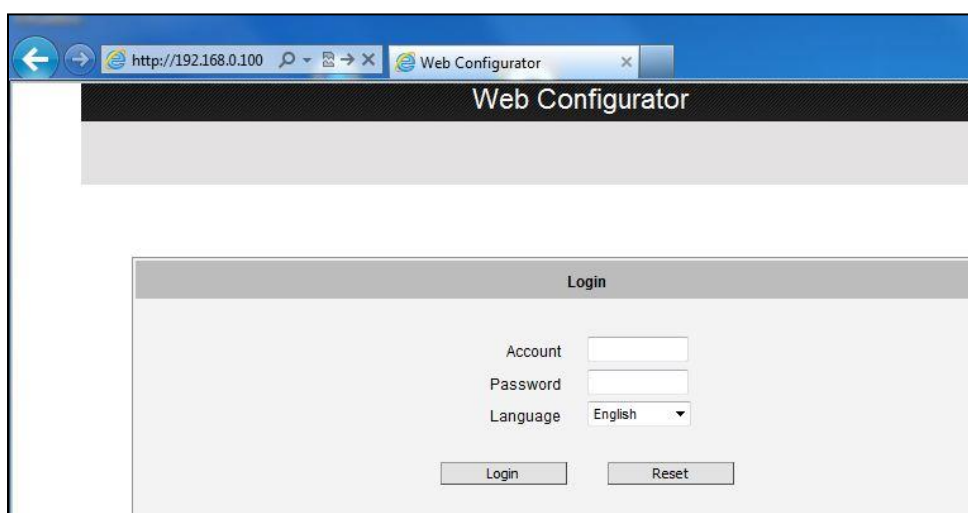 http://192.168.0.100 Web Configurator
Web Configurator
Login
Account
Password
Language English
Login Reset